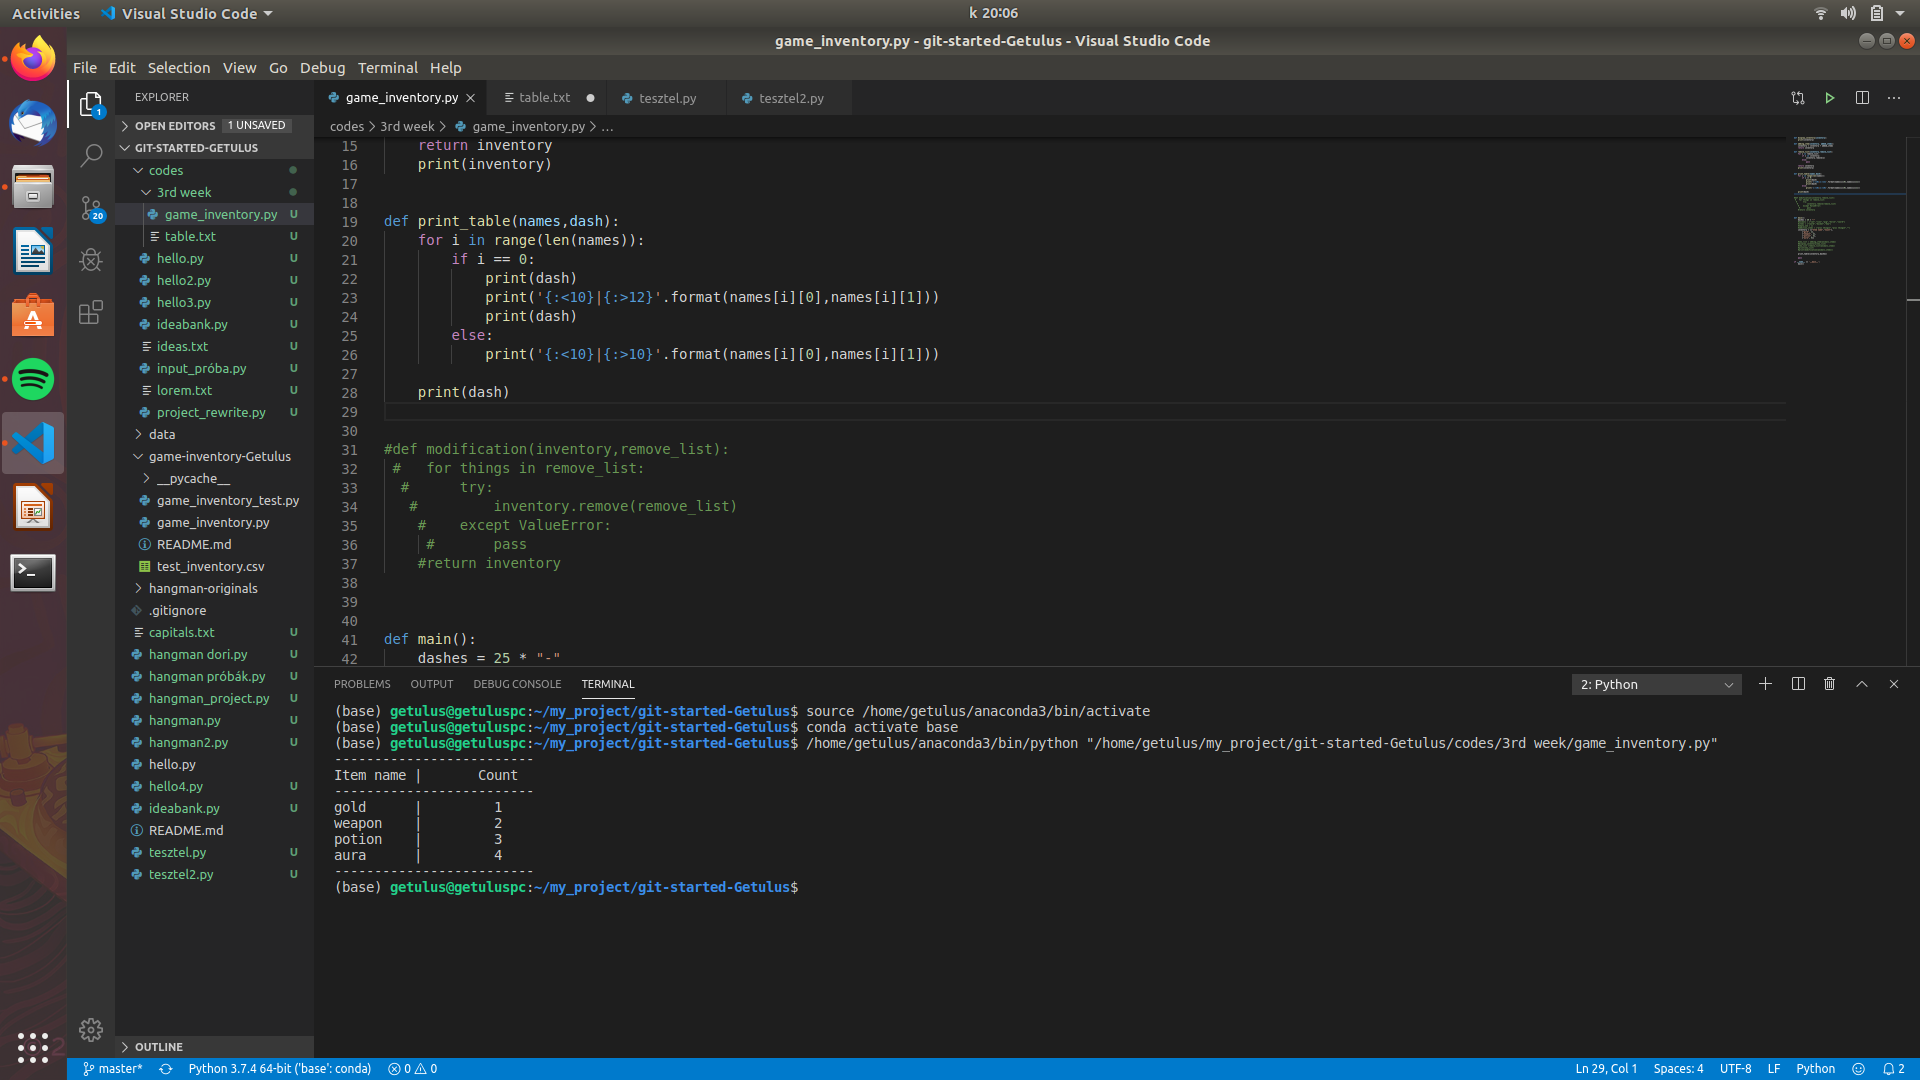 Activities
Visual Studio Code
k 20:06
game_inventory.py - git-started-Getulus - Visual Studio Code
File Edit Selection View Go Debug Terminal Help
EXPLORER
OPEN EDITORS 1 UNSAVED
GIT-STARTED-GETULUS
codes
3rd week
game_inventory.py U
table.txt U
hello.py U
hello2.py U
hello3.py U
ideabank.py U
ideas.txt U
input_próba.py U
lorem.txt U
project_rewrite.py U
data
game-inventory-Getulus
__pycache__
game_inventory_test.py
game_inventory.py
README.md
test_inventory.csv
hangman-originals
.gitignore
capitals.txt U
hangman dori.py U
hangman próbák.py U
hangman_project.py U
hangman.py U
hangman2.py U
hello.py
hello4.py U
ideabank.py U
README.md
tesztel.py U
tesztel2.py U
OUTLINE
1
20
game_inventory.py
table.txt
tesztel.py
tesztel2.py
codes > 3rd week > game_inventory.py > ...
15 return inventory
16 print(inventory)
17
18
19 def print_table(names,dash):
20 for i in range(len(names)):
21 if i == 0:
22 print(dash)
23 print('{:<10}|{:>12}'.format(names[i][0],names[i][1]))
24 print(dash)
25 else:
26 print('{:<10}|{:>10}'.format(names[i][0],names[i][1]))
27
28 print(dash)
29
30
31 #def modification(inventory,remove_list):
32 # for things in remove_list:
33 # try:
34 # inventory.remove(remove_list)
35 # except ValueError:
36 # pass
37 #return inventory
38
39
40
41 def main():
42 dashes = 25 * "-"
PROBLEMS OUTPUT DEBUG CONSOLE TERMINAL
2: Python
(base) getulus@getuluspc:~/my_project/git-started-Getulus$ source /home/getulus/anaconda3/bin/activate
(base) getulus@getuluspc:~/my_project/git-started-Getulus$ conda activate base
(base) getulus@getuluspc:~/my_project/git-started-Getulus$ /home/getulus/anaconda3/bin/python "/home/getulus/my_project/git-started-Getulus/codes/3rd week/game_inventory.py"
-------------------------
Item name | Count
-------------------------
gold | 1
weapon | 2
potion | 3
aura | 4
-------------------------
(base) getulus@getuluspc:~/my_project/git-started-Getulus$
master* Python 3.7.4 64-bit ('base': conda) 0 0
Ln 29, Col 1 Spaces: 4 UTF-8 LF Python 2